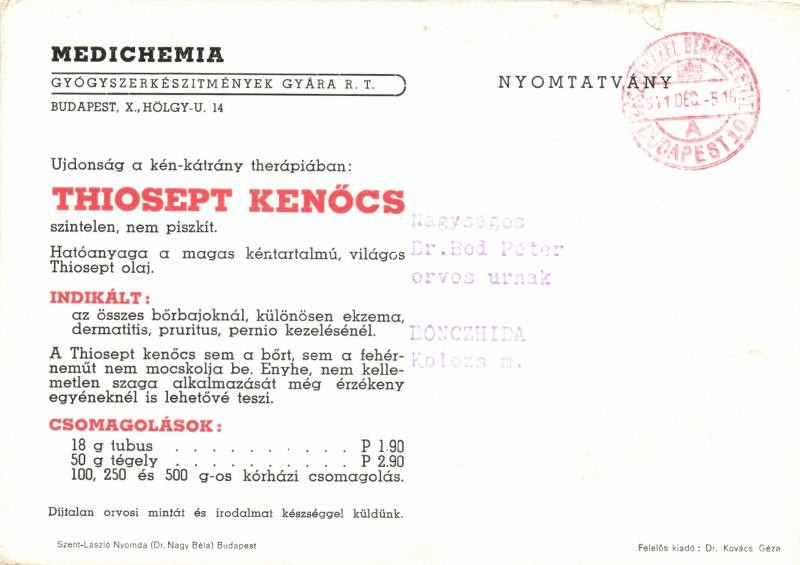 MEDICHEMIA
GYÓGYSZERKÉSZITMÉNYEK GYÁRA R. T.
BUDAPEST, X., HÖLGY-U. 14
NYOMTATVÁNY
941 DEC. -5 16
A
BUDAPEST 10
Ujdonság a kén-kátrány therápiában:
THIOSEPT KENŐCS
szintelen, nem piszkít.
Hatóanyaga a magas kéntartalmú, világos
Thiosept olaj.
INDIKÁLT:
az összes bőrbajoknál, különösen ekzema,
dermatitis, pruritus, pernio kezelésénél.
A Thiosept kenőcs sem a bőrt, sem a fehér-
neműt nem mocskolja be. Enyhe, nem kelle-
metlen szaga alkalmazását még érzékeny
egyéneknél is lehetővé teszi.
CSOMAGOLÁSOK:
18 g tubus . . . . . . . . . . P 1.90
50 g tégely . . . . . . . . . . P 2.90
100, 250 és 500 g-os kórházi csomagolás.
Díjtalan orvosi mintát és irodalmat készséggel küldünk.
Szent-László Nyomda (Dr. Nagy Béla) Budapest
Nagyságos
Dr.Bod Péter
orvos urnak
BONCZHIDA
Kolozs m.
Felelős kiadó : Dr. Kovács Géza